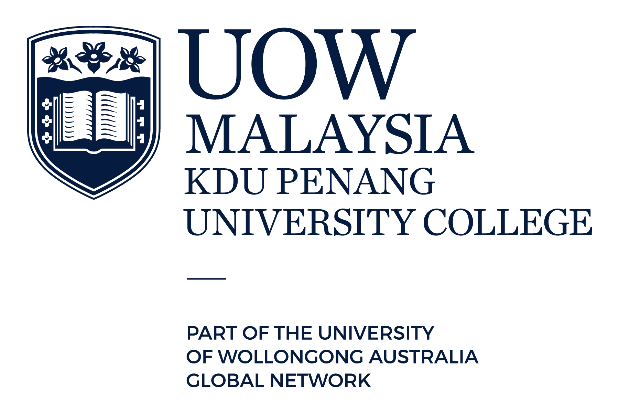 UOW
MALAYSIA
KDU PENANG
UNIVERSITY COLLEGE
PART OF THE UNIVERSITY
OF WOLLONGONG AUSTRALIA
GLOBAL NETWORK